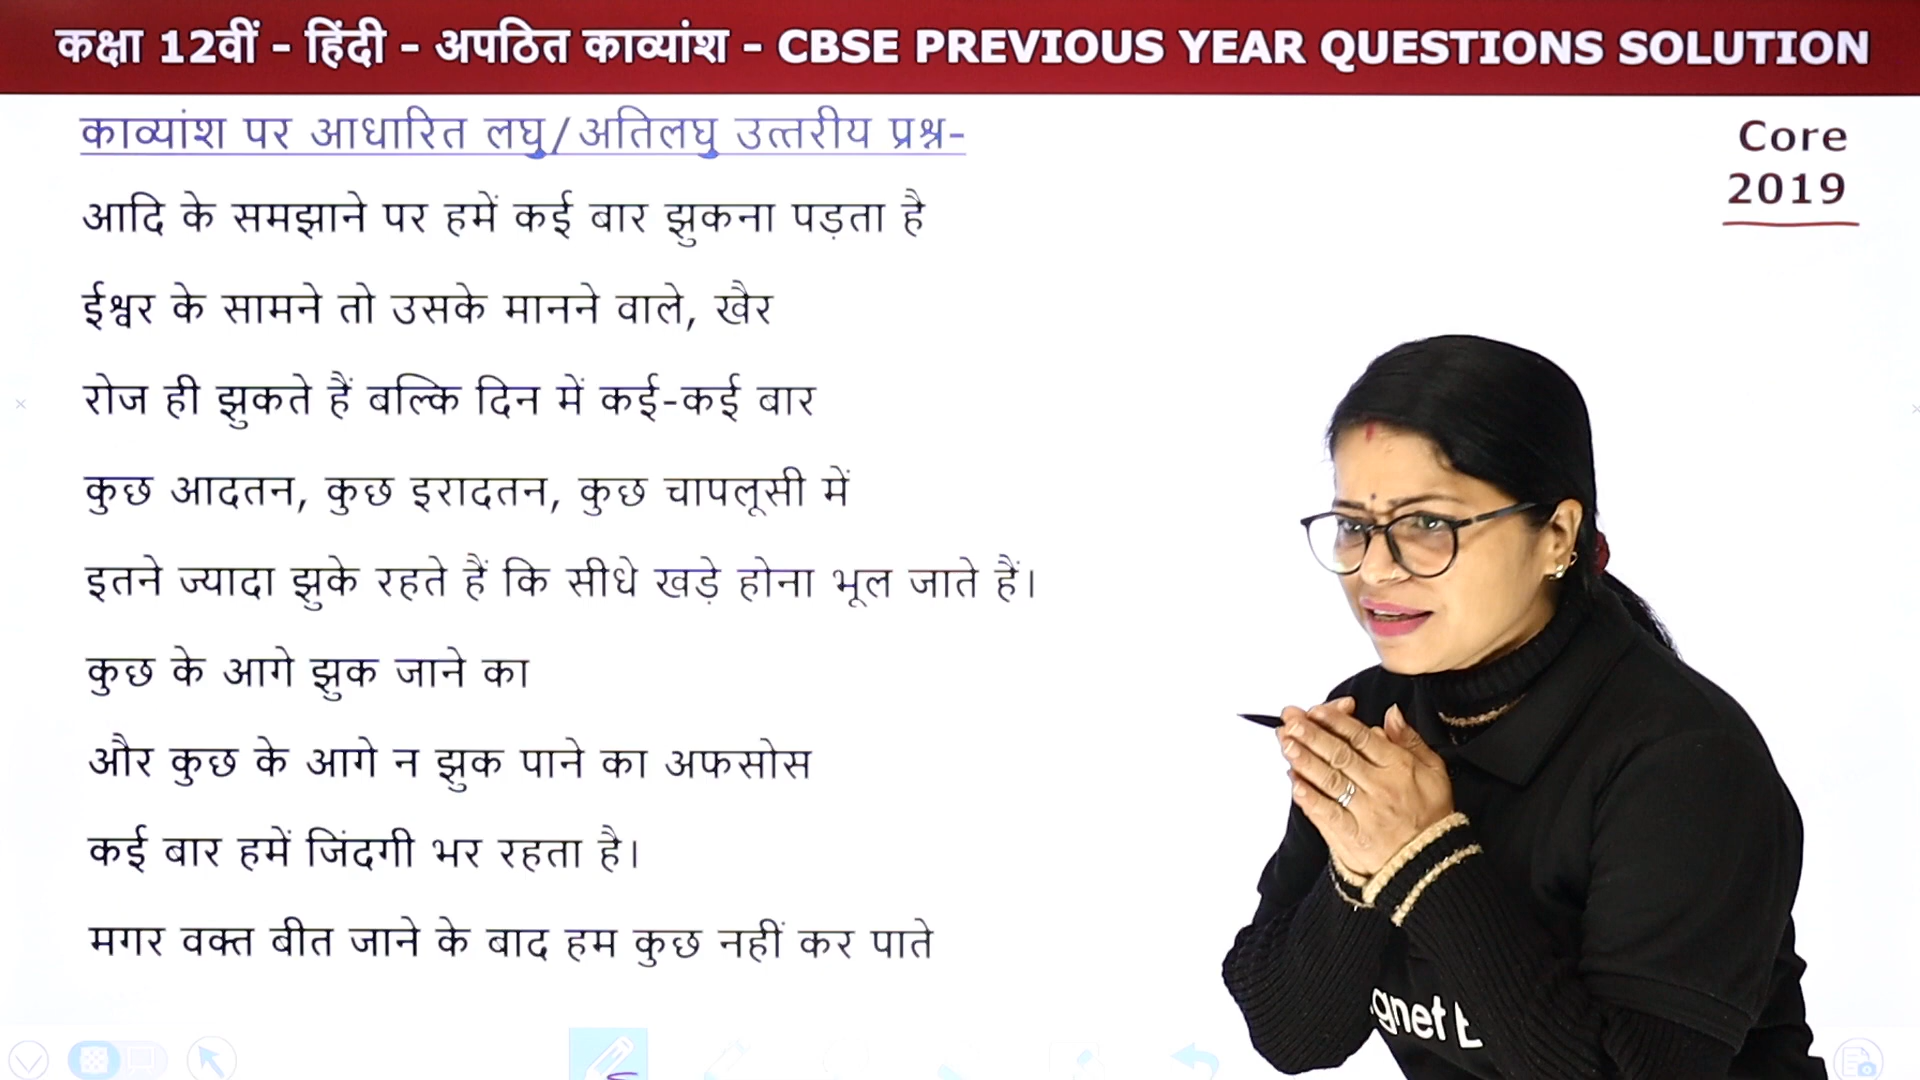 कक्षा 12वीं - हिंदी - अपठित काव्यांश - CBSE PREVIOUS YEAR QUESTIONS SOLUTION
काव्यांश पर आधारित लघु/अतिलघु उत्तरीय प्रश्न-
Core
2019
आदि के समझाने पर हमें कई बार झुकना पड़ता है
ईश्वर के सामने तो उसके मानने वाले, खैर
रोज ही झुकते हैं बल्कि दिन में कई-कई बार
कुछ आदतन, कुछ इरादतन, कुछ चापलूसी में
इतने ज्यादा झुके रहते हैं कि सीधे खड़े होना भूल जाते हैं।
कुछ के आगे झुक जाने का
और कुछ के आगे न झुक पाने का अफसोस
कई बार हमें जिंदगी भर रहता है।
मगर वक्त बीत जाने के बाद हम कुछ नहीं कर पाते